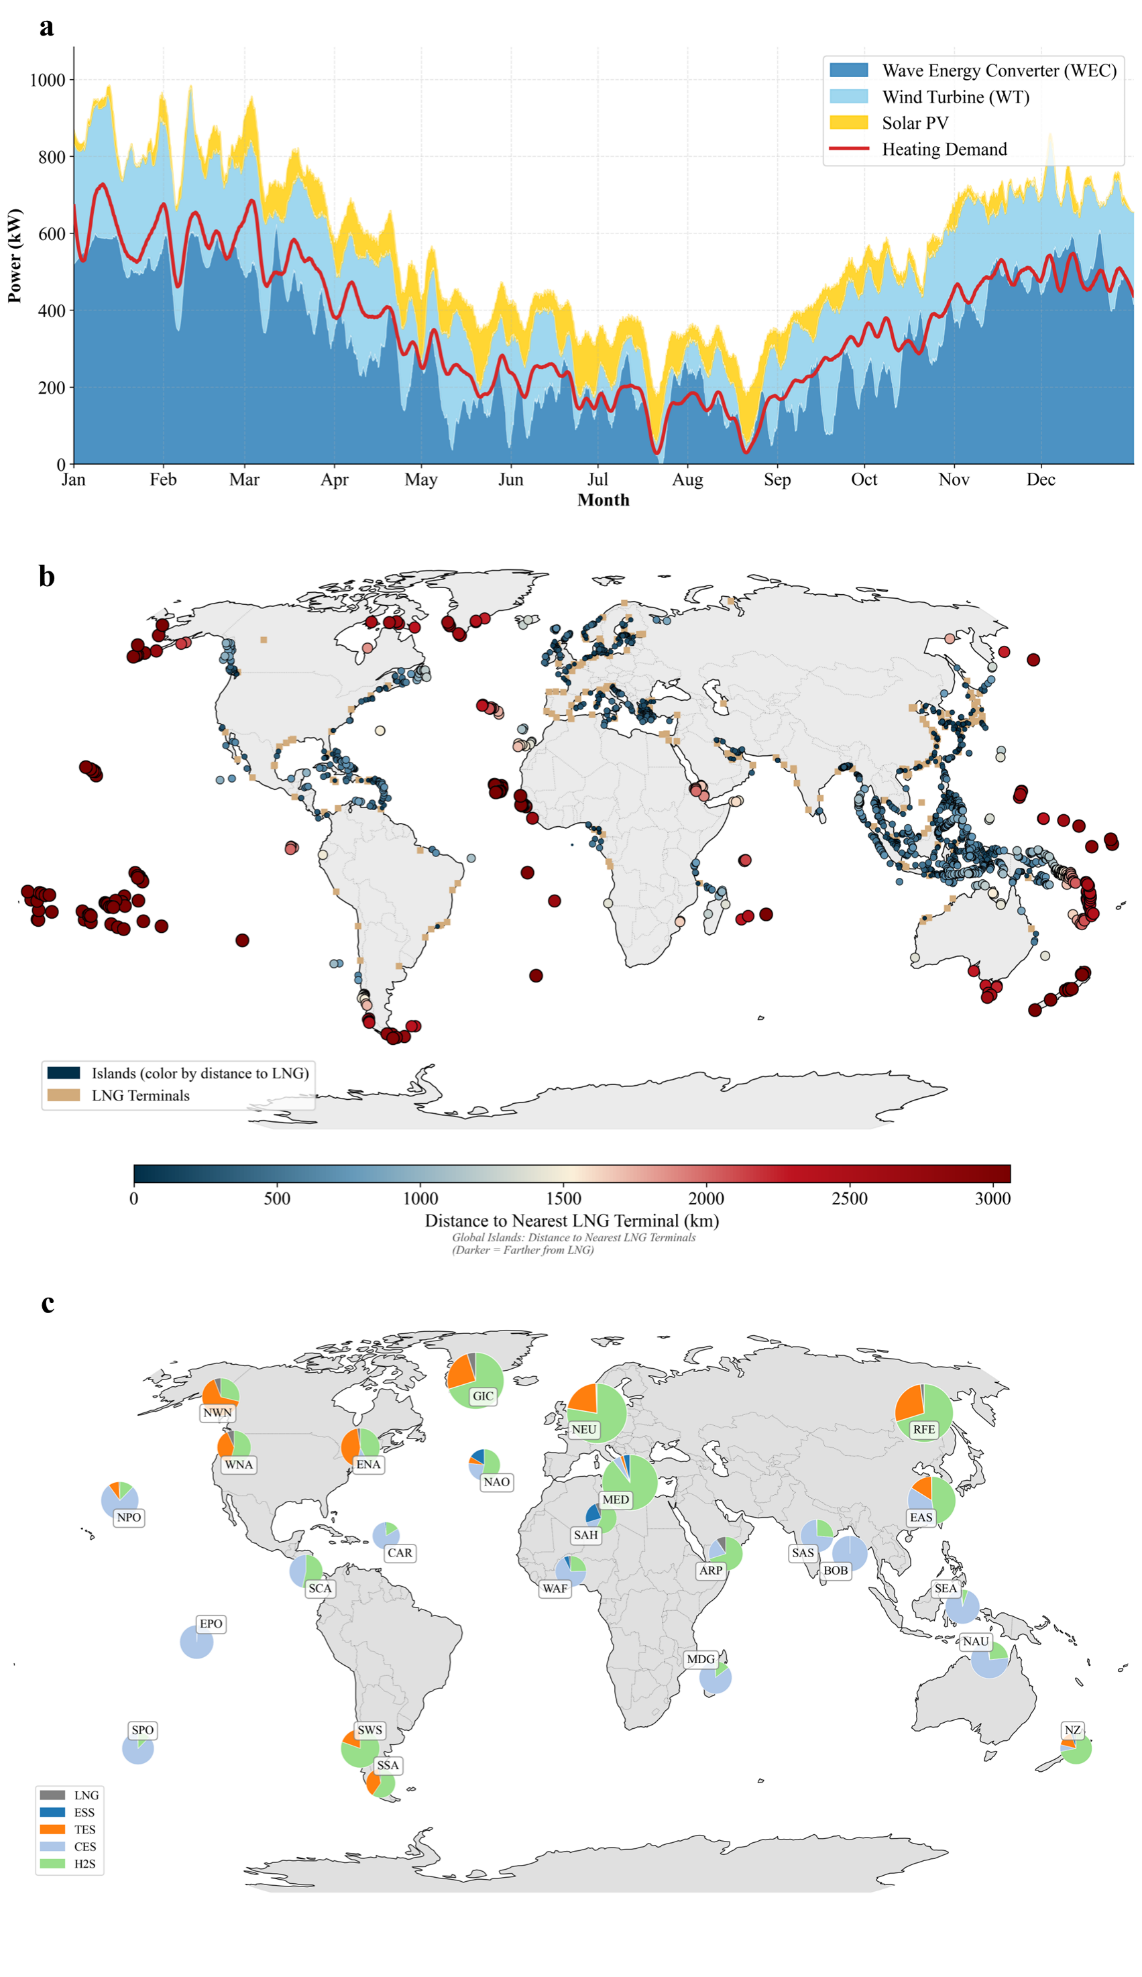 a
1000
800
600
400
200
0
Power (kW)
Wave Energy Converter (WEC)
Wind Turbine (WT)
Solar PV
Heating Demand
Jan Feb Mar Apr May Jun Jul Aug Sep Oct Nov Dec
Month
b
Islands (color by distance to LNG)
LNG Terminals
0 500 1000 1500 2000 2500 3000
Distance to Nearest LNG Terminal (km)
Global Islands: Distance to Nearest LNG Terminals
(Darker = Farther from LNG)
c
GIC
NWN
NEU
RFE
WNA
ENA
NAO
MED
NPO
EAS
SAH
CAR
SAS
BOB
ARP
SCA
WAF
SEA
EPO
NAU
MDG
SPO
SWS
NZ
SSA
LNG
ESS
TES
CES
H2S